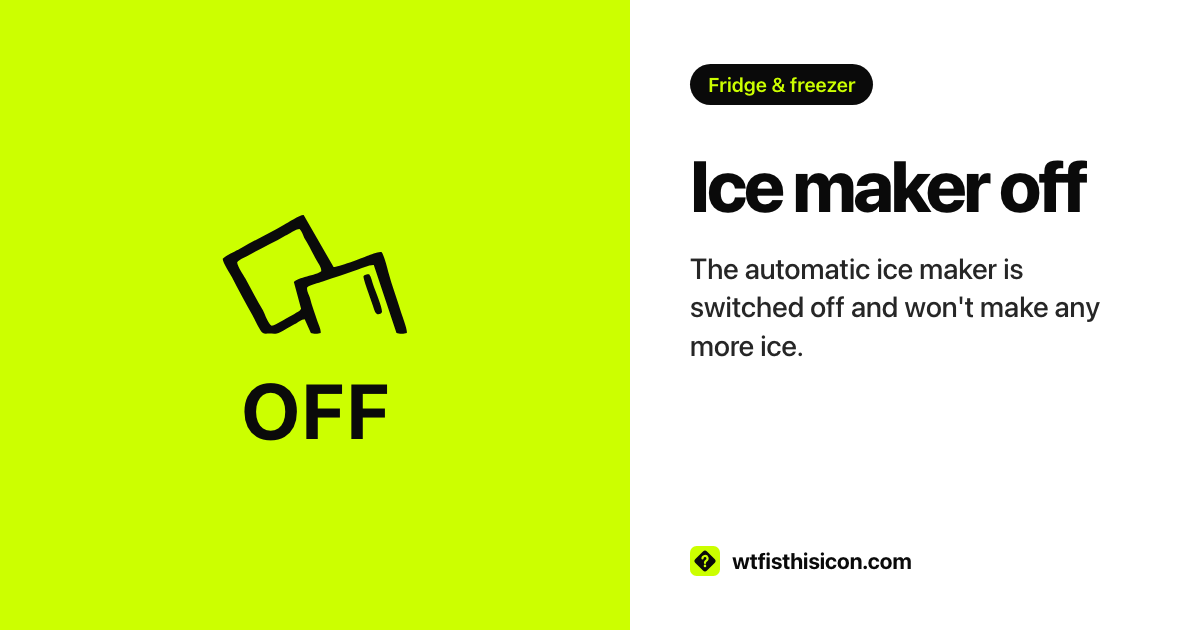 OFF
Fridge & freezer
Ice maker off
The automatic ice maker is
switched off and won't make any
more ice.
wtfisthisicon.com